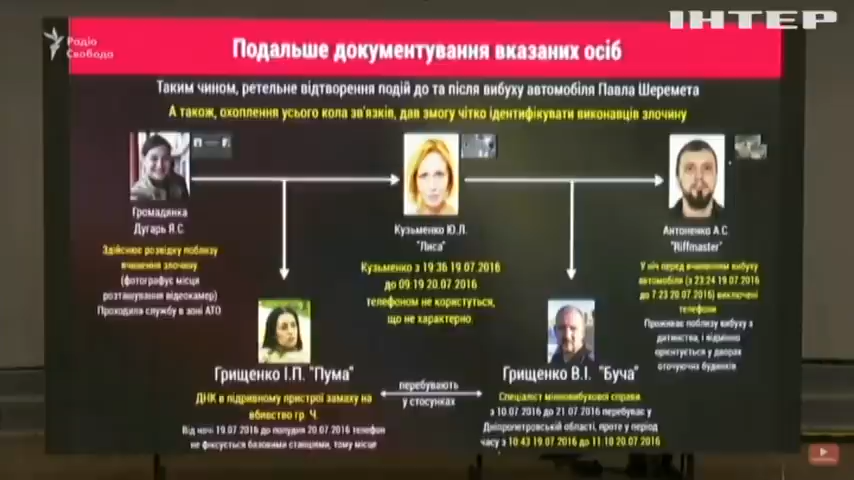 ІНТЕР
Радіо
Свобода
Подальше документування вказаних осіб
Таким чином, ретельне відтворення подій до та після вибуху автомобіля Павла Шеремета
А також, охоплення усього кола зв'язків, дав змогу чітко ідентифікувати виконавців злочину
Громадянка
Дугарь Я.С.
Здійснює розвідку поблизу
вчинення злочину
(фотографує місця
розташування відеокамер)
Проходила службу в зоні АТО
Кузьменко Ю.Л.
"Лиса"
Кузьменко з 19:36 19.07.2016
до 09:19 20.07.2016
телефоном не користується,
що не характерно
Антоненко А.С.
"Riffmaster"
У ніч перед вчиненням вибуху
автомобіля (з 23:24 19.07.2016
до 7:23 20.07.2016) виключені
телефони
Проживає поблизу вибуху з
дитинства, і відмінно
орієнтується у дворах
оточуючих будинків
Грищенко І.П. "Пума"
ДНК в підривному пристрої замаху на
вбивство гр. Ч.
Від ночі 19.07.2016 до полудня 20.07.2016 телефон
не фіксується базовими станціями, тому місце
перебувають
у стосунках
Грищенко В.І. "Буча"
Спеціаліст мінновибухової справи
з 10.07.2016 до 21.07.2016 перебуває у
Дніпропетровській області, проте у період
часу з 10:43 19.07.2016 до 11:18 20.07.2016